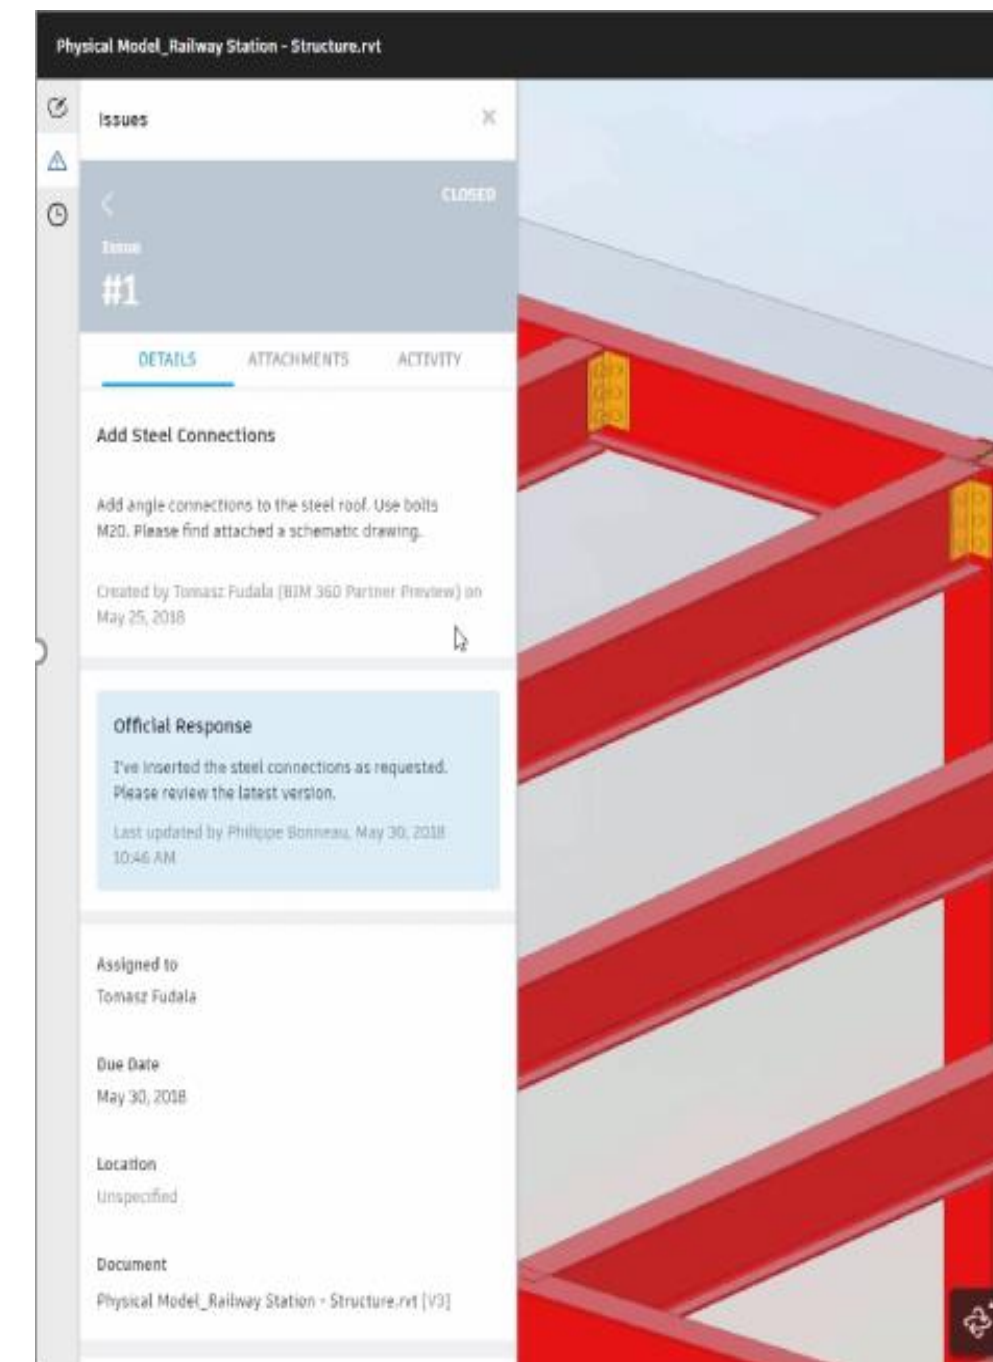 Physical Model_Railway Station - Structure.rvt
Issues
CLOSED
Issue
#1
DETAILS ATTACHMENTS ACTIVITY
Add Steel Connections
Add angle connections to the steel roof. Use bolts
M20. Please find attached a schematic drawing.
Created by Tomasz Fudala (BIM 360 Partner Preview) on
May 25, 2018
Official Response
I've inserted the steel connections as requested.
Please review the latest version.
Last updated by Philippe Bonneau, May 30, 2018
10:46 AM
Assigned to
Tomasz Fudala
Due Date
May 30, 2018
Location
Unspecified
Document
Physical Model_Railway Station - Structure.rvt [V3]